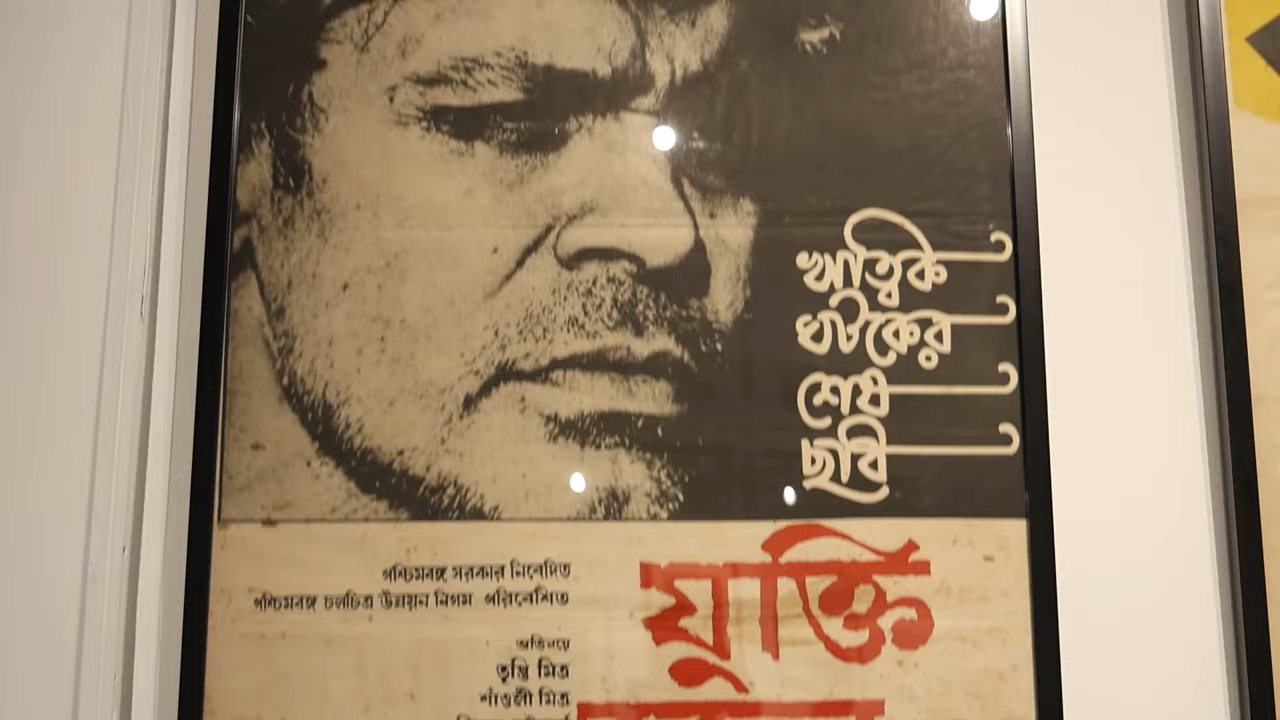 ঋত্বিক
ঘটকের
শেষ
ছবি
যুক্তি
পশ্চিমবঙ্গ সরকার নিবেদিত
পশ্চিমবঙ্গ চলচিত্র উন্নয়ন নিগম পরিবেশিত
অভিনয়ে
তৃপ্তি মিত্র
শাঁওলী মিত্র